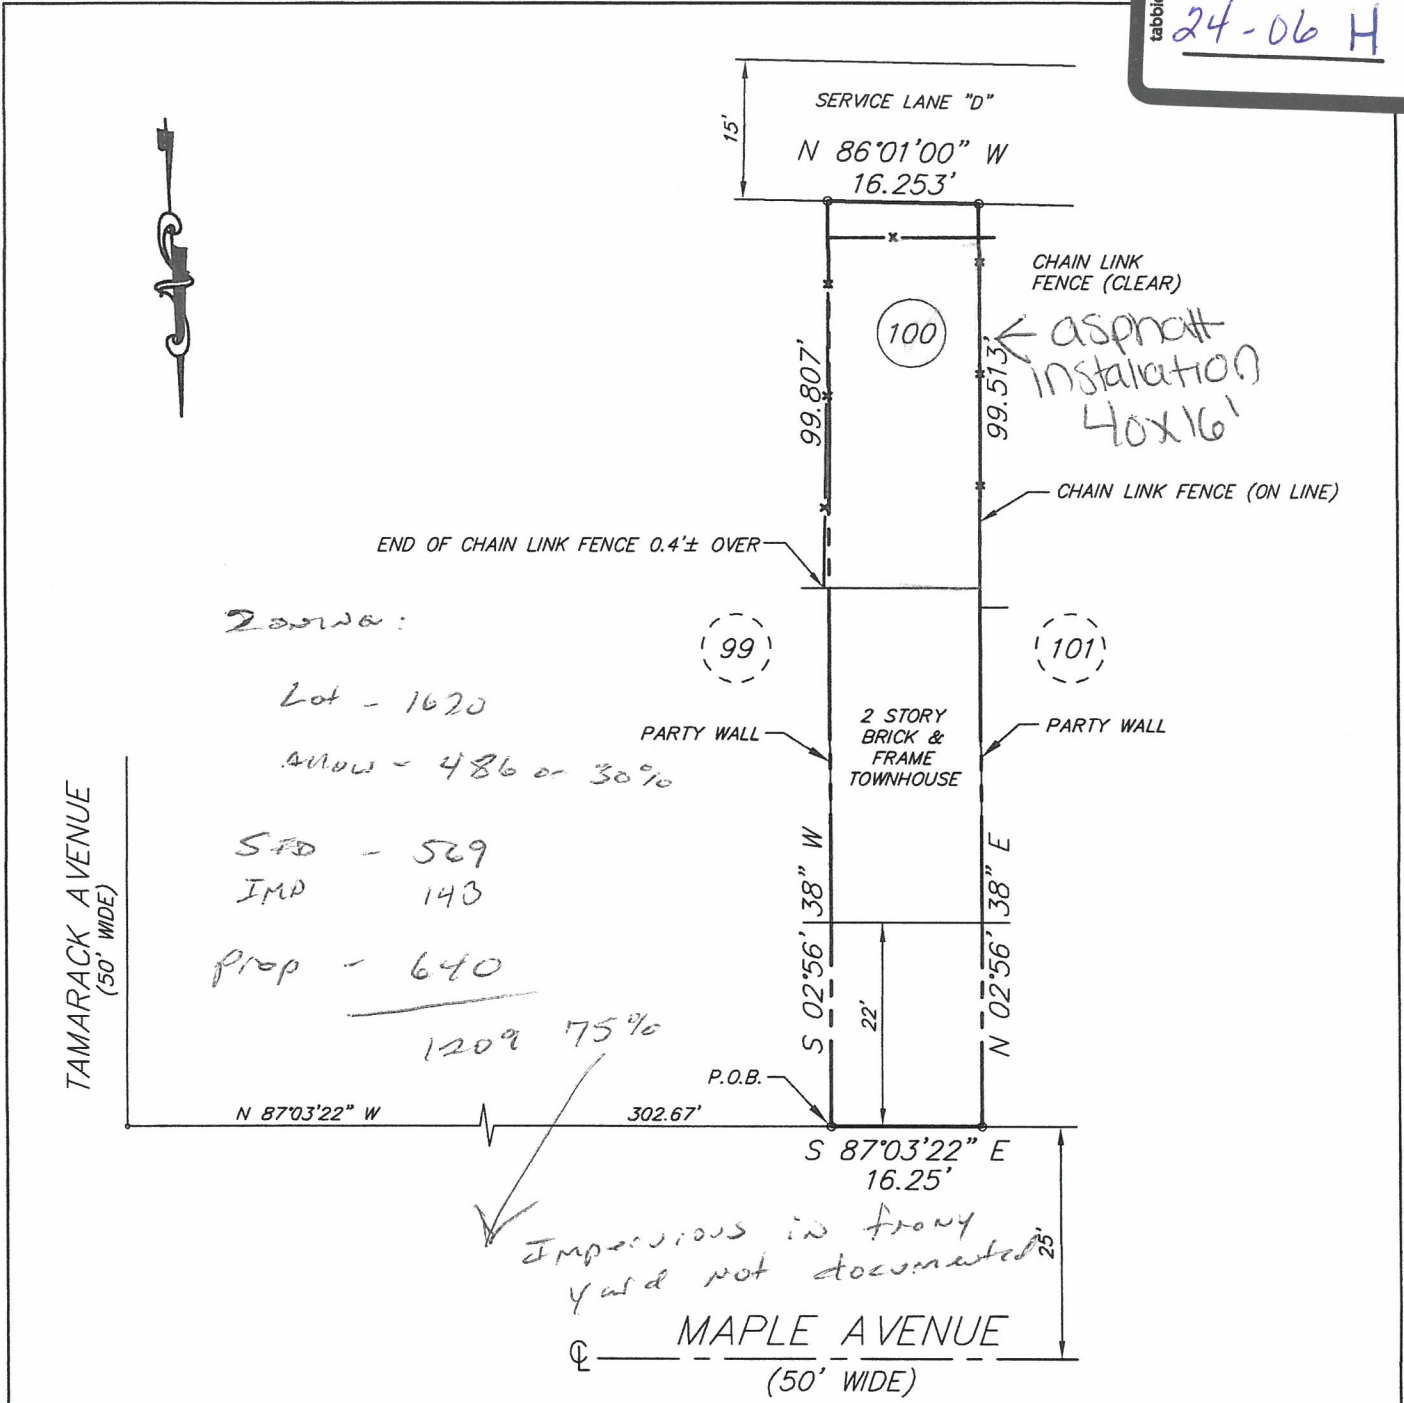 tabbie
24-06 H
SERVICE LANE "D"
15'
N 86°01'00" W
16.253'
CHAIN LINK
FENCE (CLEAR)
100
99.807'
99.513'
← asphalt
instalation
40x16'
CHAIN LINK FENCE (ON LINE)
END OF CHAIN LINK FENCE 0.4'± OVER
Zoning:
99
101
Lot - 1620
Allow - 486 or 30%
PARTY WALL
2 STORY
BRICK &
FRAME
TOWNHOUSE
PARTY WALL
TAMARACK AVENUE
(50' WIDE)
SFD - 569
IMP 143
Prop - 640
1209 75%
S 02°56'38" W
N 02°56'38" E
22'
P.O.B.
N 87°03'22" W
302.67'
S 87°03'22" E
16.25'
Impervious in frony
yard not documented
25'
MAPLE AVENUE
℄
(50' WIDE)